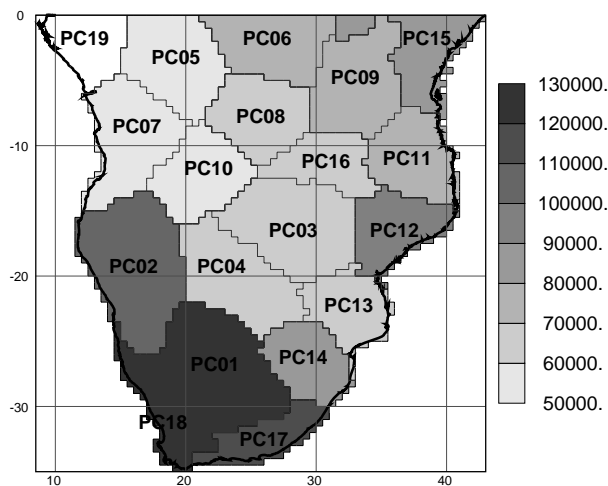 0
PC19 PC05 PC06 PC15
PC09
PC07 PC08
-10
PC10 PC16 PC11
PC03 PC12
PC02 PC04
-20
PC13
PC01 PC14
-30
PC18 PC17
10 20 30 40
130000.
120000.
110000.
100000.
90000.
80000.
70000.
60000.
50000.